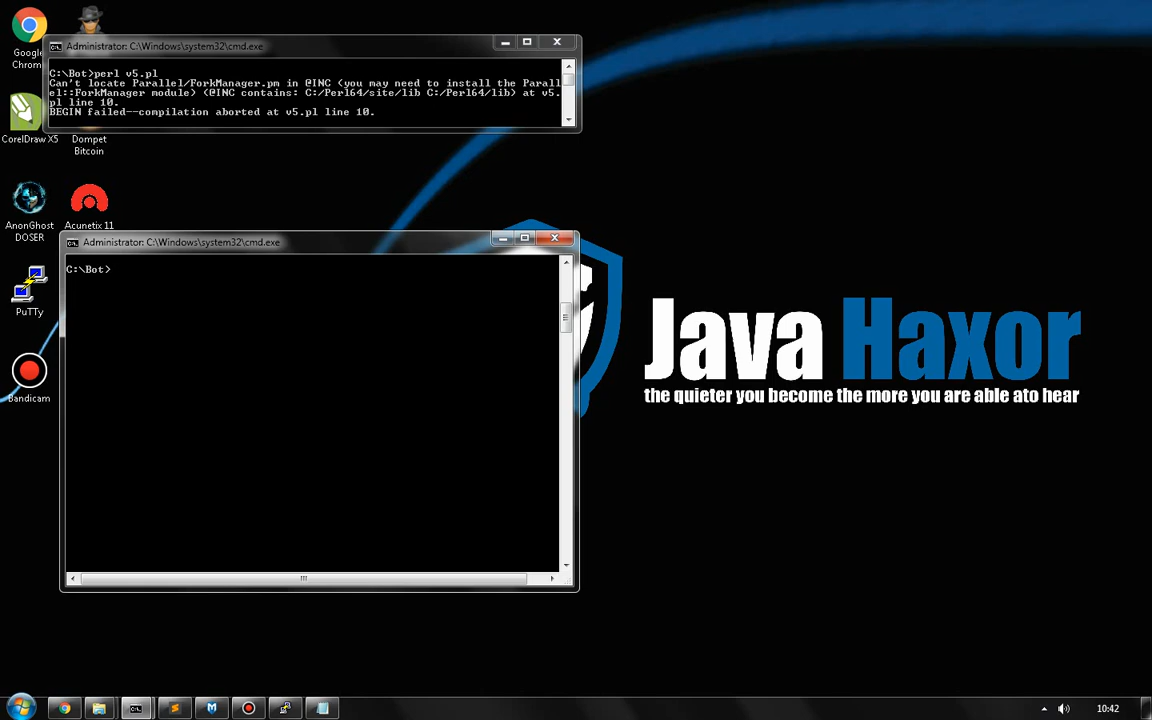 Google
Chrom
Administrator: C:\Windows\system32\cmd.exe
C:\Bot>perl v5.pl
Can't locate Parallel/ForkManager.pm in @INC (you may need to install the Parall
el::ForkManager module) (@INC contains: C:/Perl64/site/lib C:/Perl64/lib) at v5.
pl line 10.
BEGIN failed--compilation aborted at v5.pl line 10.
CorelDraw X5
Dompet
Bitcoin
AnonGhost
DOSER
Acunetix 11
Administrator: C:\Windows\system32\cmd.exe
C:\Bot>
PuTTy
Bandicam
Java Haxor
the quieter you become the more you are able ato hear
10:42